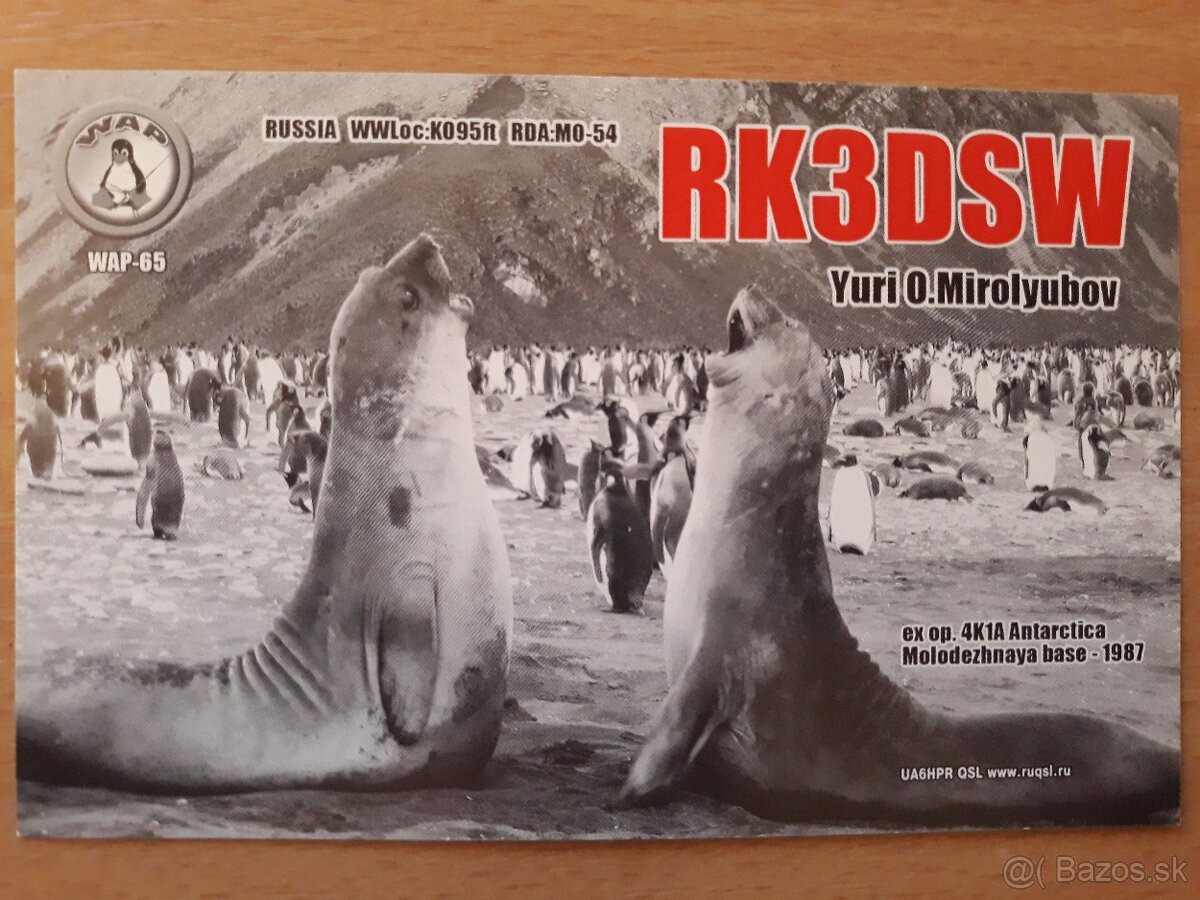 WAP
WAP-65
RUSSIA WWLoc:KO95ft RDA:MO-54
RK3DSW
Yuri O.Mirolyubov
ex op. 4K1A Antarctica
Molodezhnaya base - 1987
UA6HPR QSL www.ruqsl.ru
@( Bazos.sk